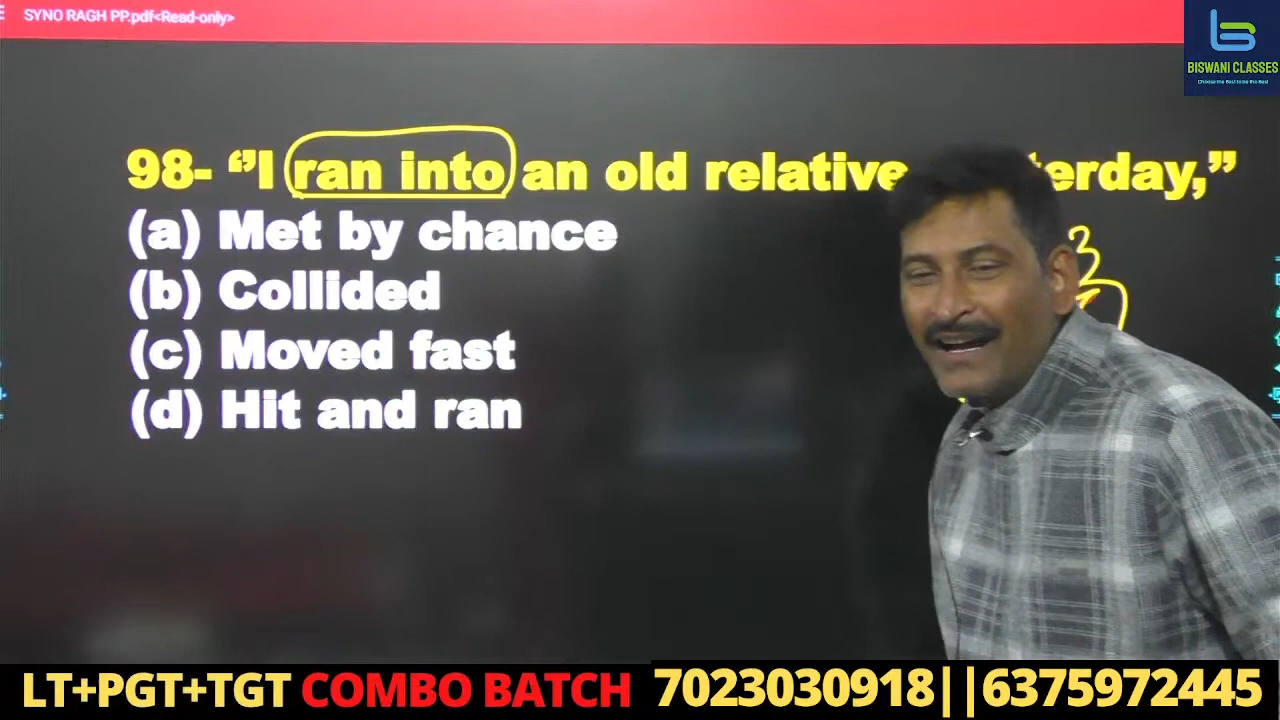 SYNO RAGH PP.pdf<Read-only>
BISWANI CLASSES
98- “I ran into an old relative terday,”
(a) Met by chance
(b) Collided
(c) Moved fast
(d) Hit and ran
LT+PGT+TGT COMBO BATCH 7023030918||6375972445